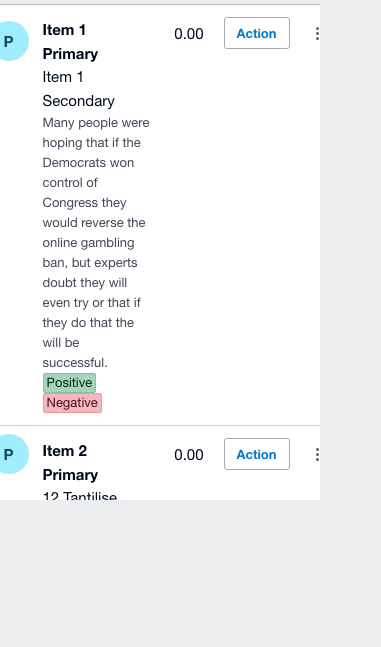 P
Item 1
Primary
Item 1
Secondary
Many people were
hoping that if the
Democrats won
control of
Congress they
would reverse the
online gambling
ban, but experts
doubt they will
even try or that if
they do that the
will be
successful.
Positive
Negative
0.00
Action
P
Item 2
Primary
12 Tantilise
0.00
Action